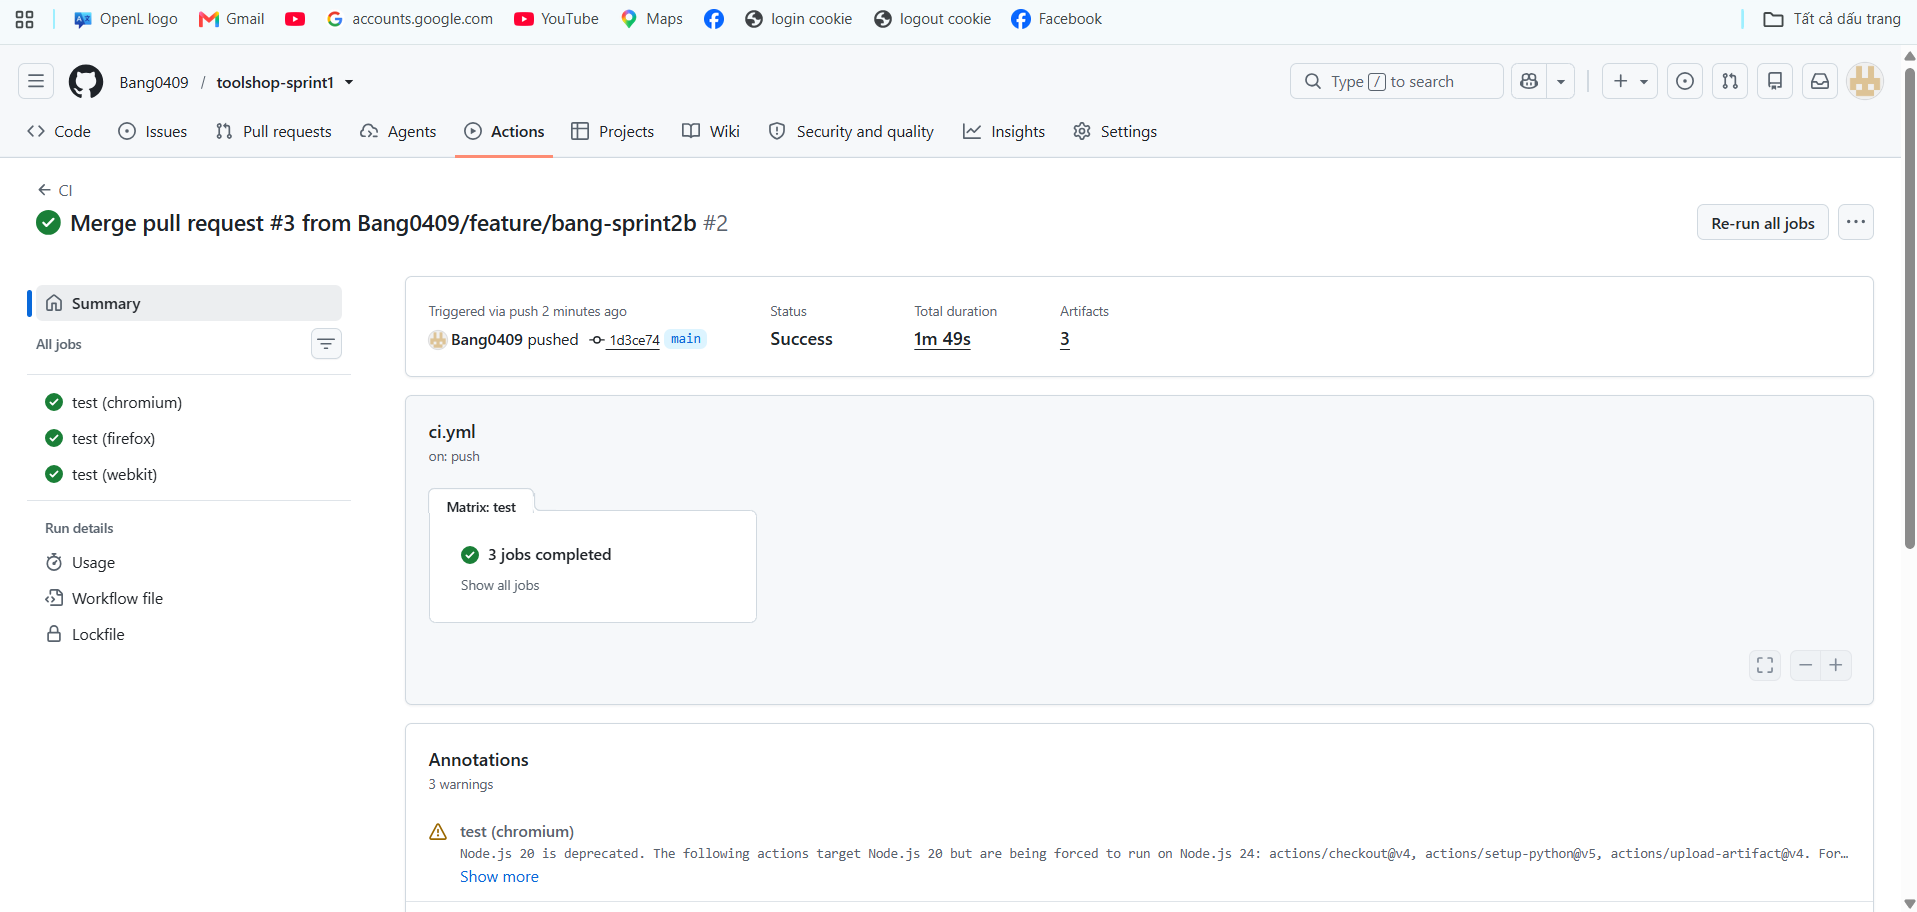 OpenL logo Gmail accounts.google.com YouTube Maps login cookie logout cookie Facebook Tất cả dấu trang
Bang0409 / toolshop-sprint1 Type / to search
Code Issues Pull requests Agents Actions Projects Wiki Security and quality Insights Settings
CI
Merge pull request #3 from Bang0409/feature/bang-sprint2b #2
Re-run all jobs
Summary
All jobs
test (chromium)
test (firefox)
test (webkit)
Run details
Usage
Workflow file
Lockfile
Triggered via push 2 minutes ago
Bang0409 pushed 1d3ce74 main
Status
Success
Total duration
1m 49s
Artifacts
3
ci.yml
on: push
Matrix: test
3 jobs completed
Show all jobs
Annotations
3 warnings
test (chromium)
Node.js 20 is deprecated. The following actions target Node.js 20 but are being forced to run on Node.js 24: actions/checkout@v4, actions/setup-python@v5, actions/upload-artifact@v4. For…
Show more